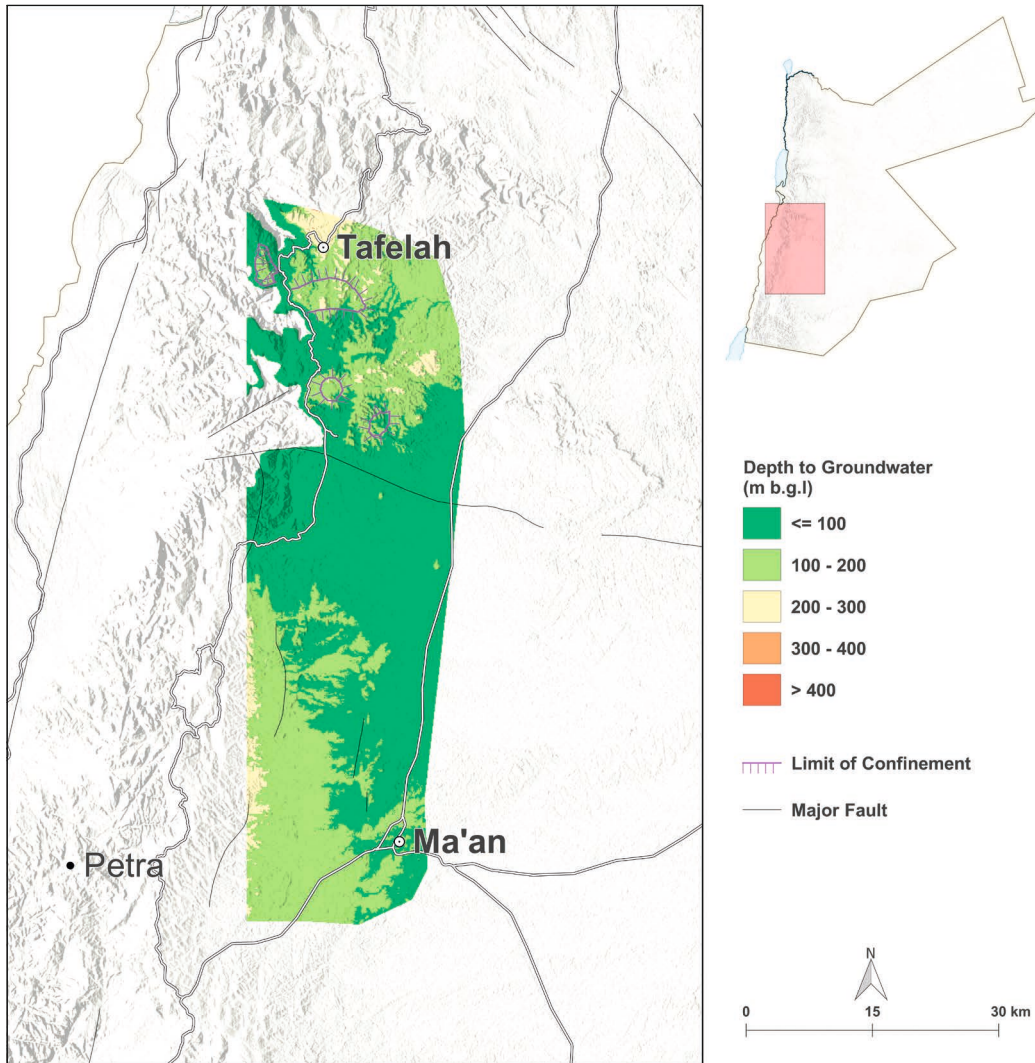 Tafelah
Ma'an
Petra
Depth to Groundwater
(m b.g.l)
<= 100
100 - 200
200 - 300
300 - 400
> 400
Limit of Confinement
Major Fault
N
0 15 30 km